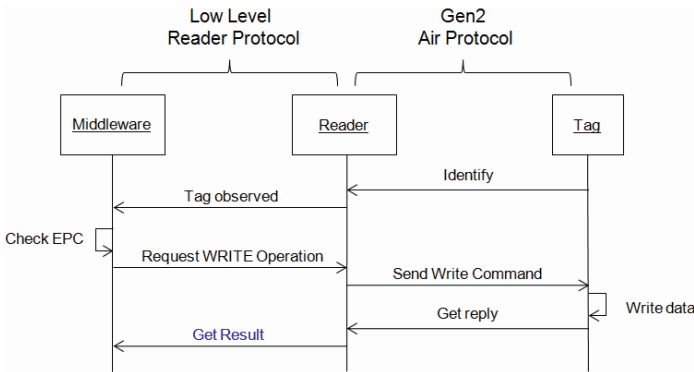 Low Level
Reader Protocol
Gen2
Air Protocol
Middleware
Reader
Tag
Identify
Tag observed
Check EPC
Request WRITE Operation
Send Write Command
Write data
Get reply
Get Result